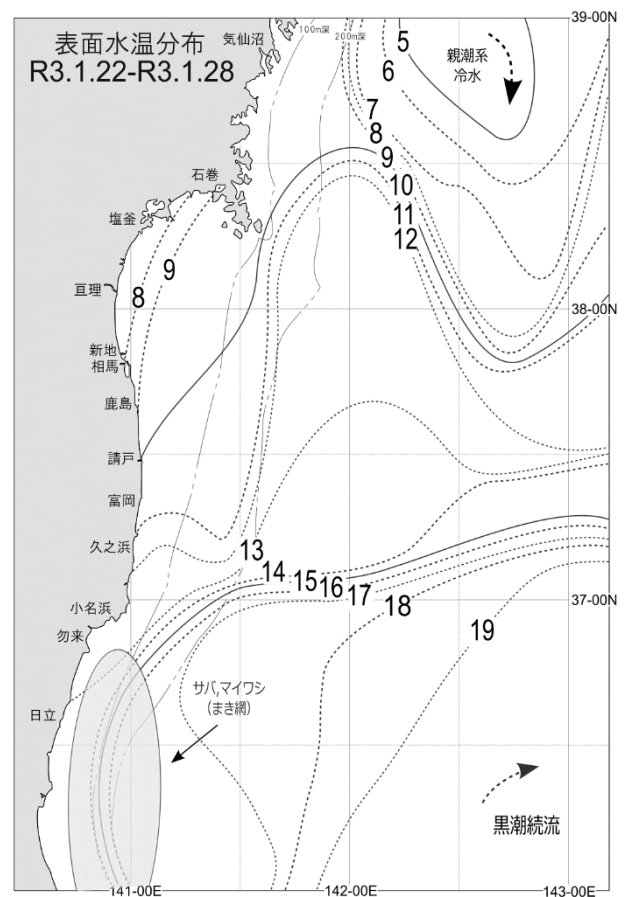 表面水温分布
R3.1.22-R3.1.28
気仙沼
100m深
200m深
5
6
親潮系
冷水
39-00N
7
8
9
10
11
12
石巻
塩釜
9
8
亘理
38-00N
新地
相馬
鹿島
請戸
富岡
久之浜
13
14
15
16
17
18
19
37-00N
小名浜
勿来
日立
サバ,マイワシ
(まき網)
黒潮続流
141-00E
142-00E
143-00E